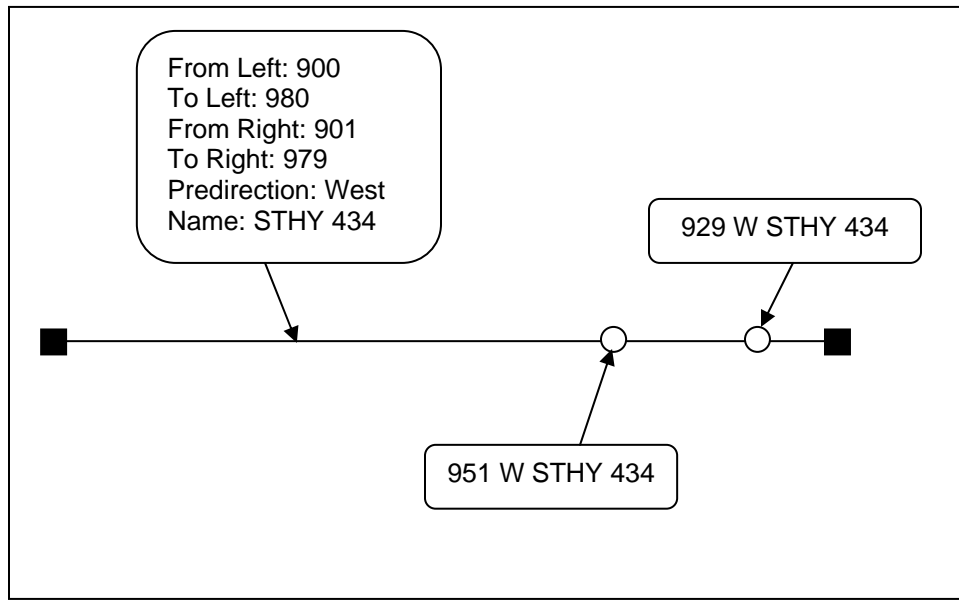 From Left: 900
To Left: 980
From Right: 901
To Right: 979
Predirection: West
Name: STHY 434
929 W STHY 434
951 W STHY 434